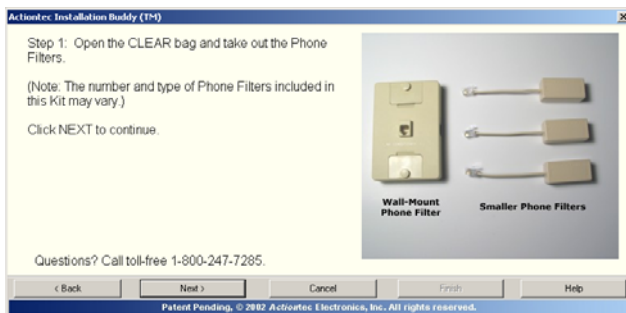 Actiontec Installation Buddy (TM)
Step 1: Open the CLEAR bag and take out the Phone
Filters.
(Note: The number and type of Phone Filters included in
this Kit may vary.)
Click NEXT to continue.
Wall-Mount
Phone Filter
Smaller Phone Filters
Questions? Call toll-free 1-800-247-7285.
< Back
Next >
Cancel
Finish
Help
Patent Pending, © 2002 Actiontec Electronics, Inc. All rights reserved.